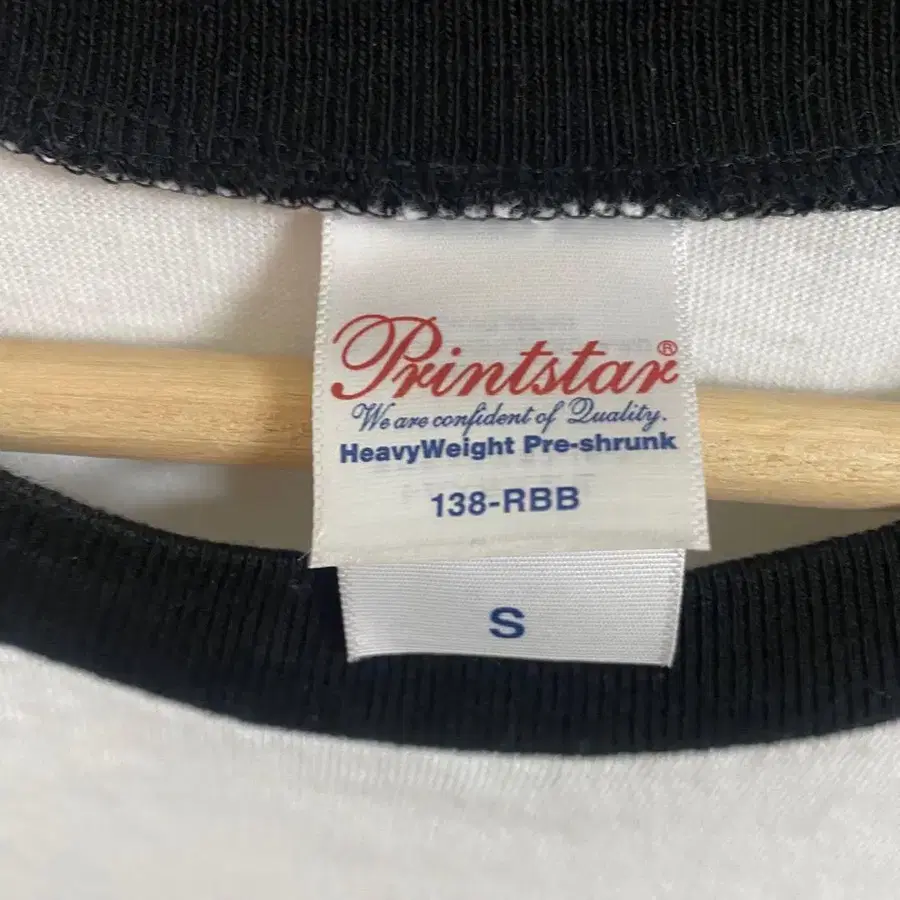 Printstar®
We are confident of Quality.
HeavyWeight Pre-shrunk
138-RBB
S